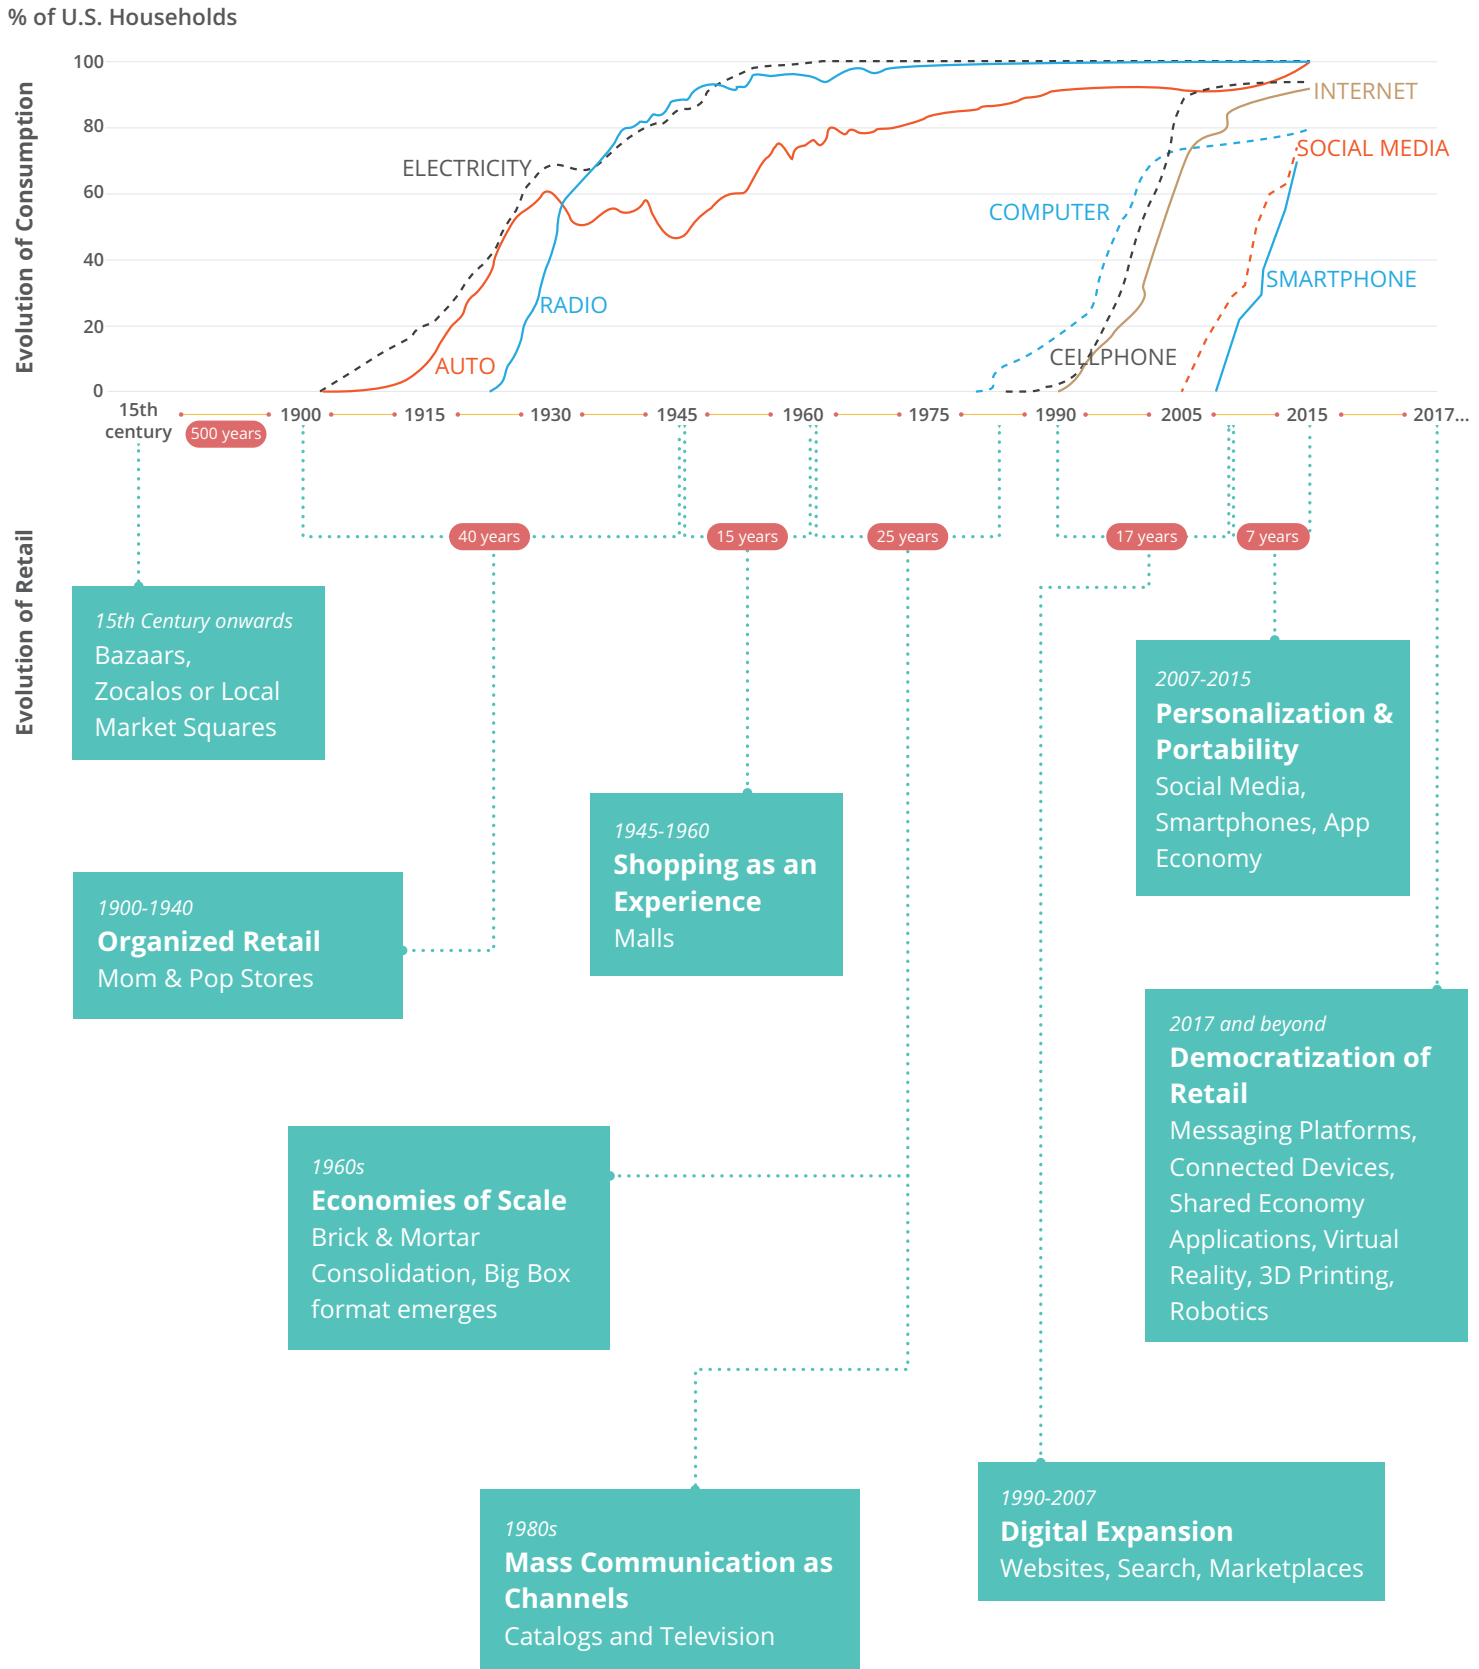 % of U.S. Households
Evolution of Consumption
100
80
60
40
20
0
ELECTRICITY
RADIO
AUTO
COMPUTER
CELLPHONE
INTERNET
SOCIAL MEDIA
SMARTPHONE
15th
century
500 years
1900
1915
1930
1945
1960
1975
1990
2005
2015
2017...
Evolution of Retail
40 years
15 years
25 years
17 years
7 years
15th Century onwards
Bazaars,
Zocalos or Local
Market Squares
1900-1940
Organized Retail
Mom & Pop Stores
1945-1960
Shopping as an
Experience
Malls
1960s
Economies of Scale
Brick & Mortar
Consolidation, Big Box
format emerges
1980s
Mass Communication as
Channels
Catalogs and Television
1990-2007
Digital Expansion
Websites, Search, Marketplaces
2007-2015
Personalization &
Portability
Social Media,
Smartphones, App
Economy
2017 and beyond
Democratization of
Retail
Messaging Platforms,
Connected Devices,
Shared Economy
Applications, Virtual
Reality, 3D Printing,
Robotics